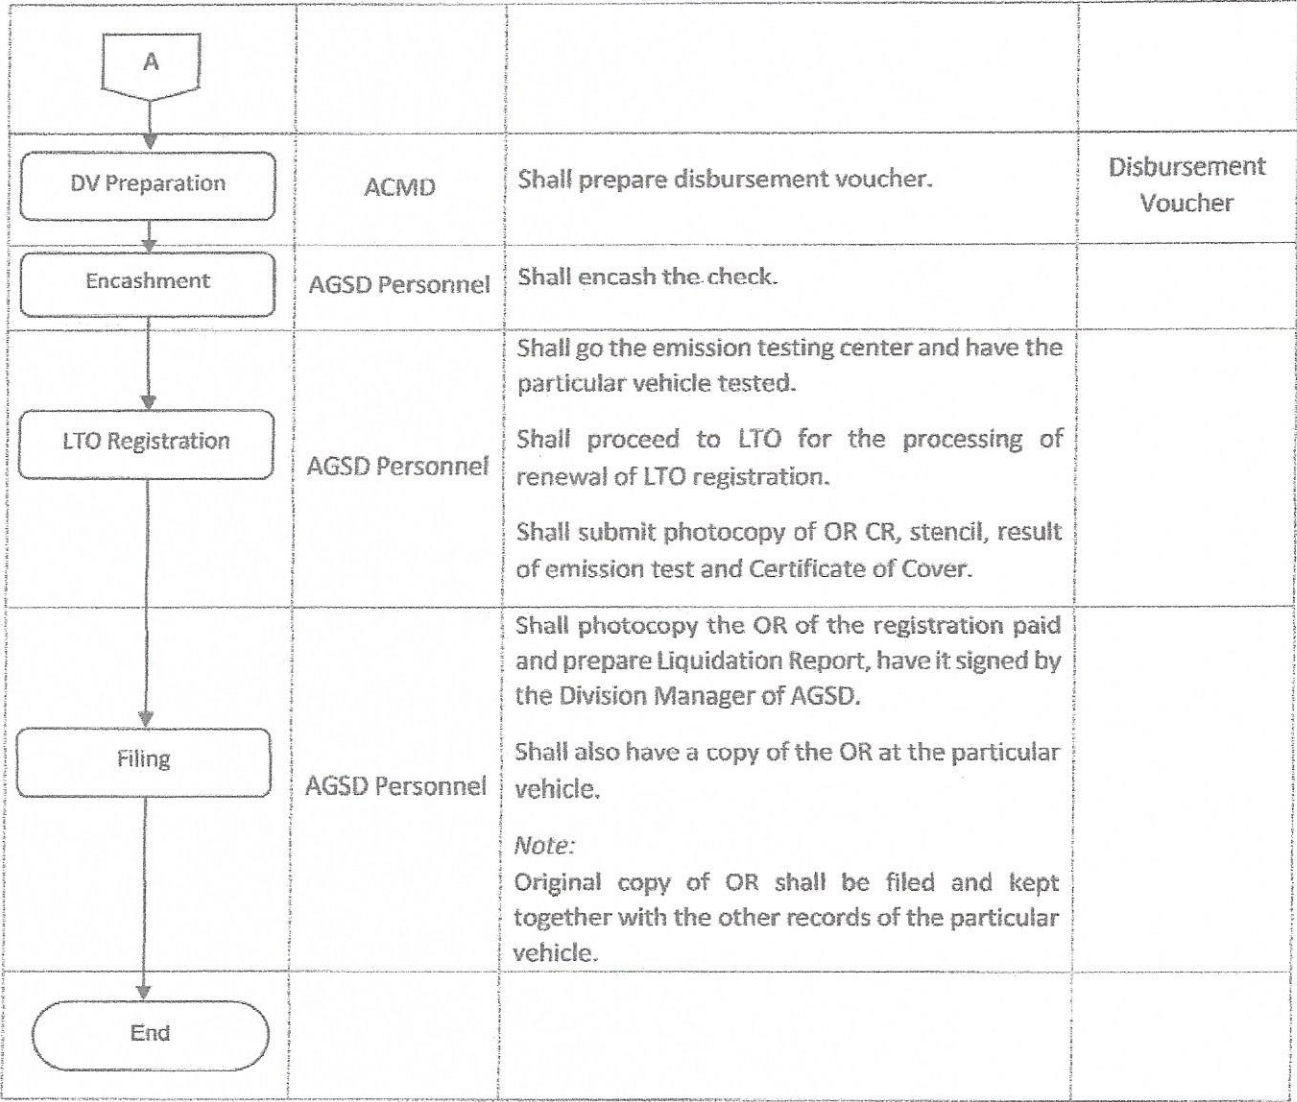 A
DV Preparation
ACMD
Shall prepare disbursement voucher.
Disbursement
Voucher
Encashment
AGSD Personnel
Shall encash the check.
LTO Registration
AGSD Personnel
Shall go the emission testing center and have the
particular vehicle tested.
Shall proceed to LTO for the processing of
renewal of LTO registration.
Shall submit photocopy of OR CR, stencil, result
of emission test and Certificate of Cover.
Filing
AGSD Personnel
Shall photocopy the OR of the registration paid
and prepare Liquidation Report, have it signed by
the Division Manager of AGSD.
Shall also have a copy of the OR at the particular
vehicle.
Note:
Original copy of OR shall be filed and kept
together with the other records of the particular
vehicle.
End